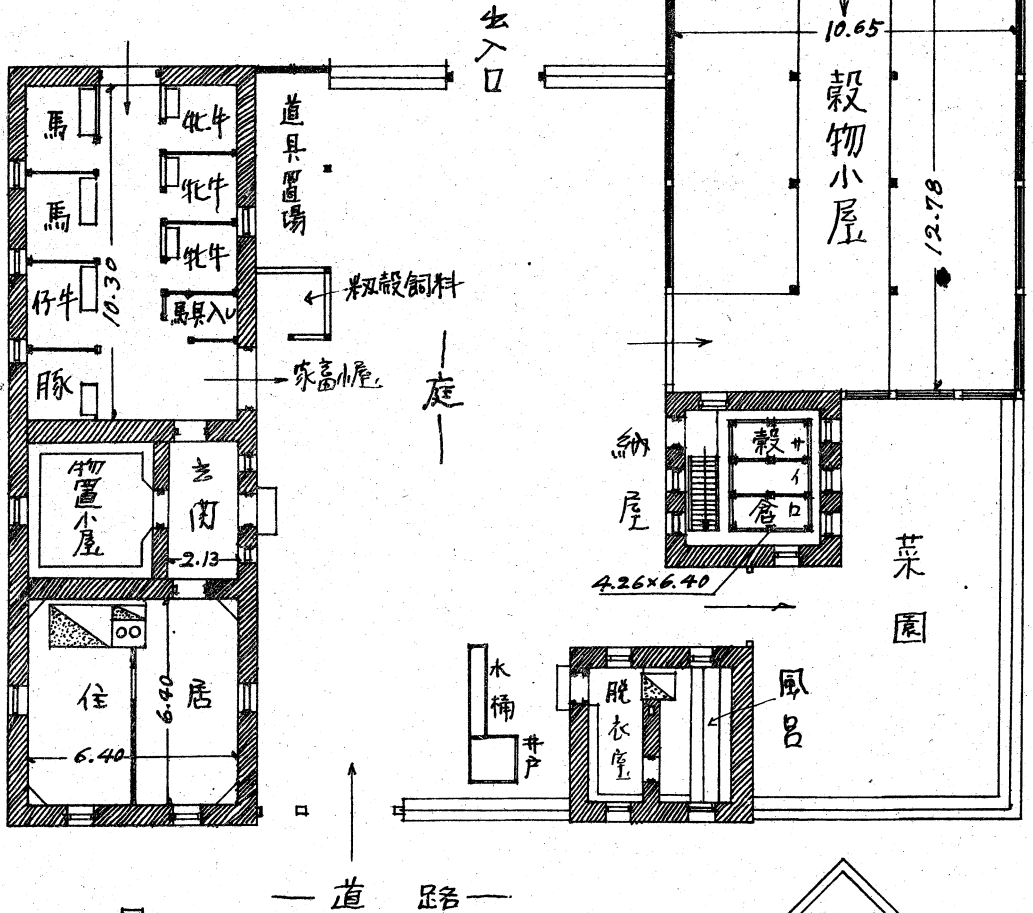 出入口
10.65
穀物小屋
12.78
道具置場
馬
馬
仔牛
豚
10.30
牝牛
牝牛
牝牛
馬具入レ
籾殻飼料
家畜小屋
庭
物置小屋
玄関
2.13
納屋
穀倉
サイロ
4.26×6.40
菜園
住居
6.40
6.40
水桶
井戸
脱衣室
風呂
道路